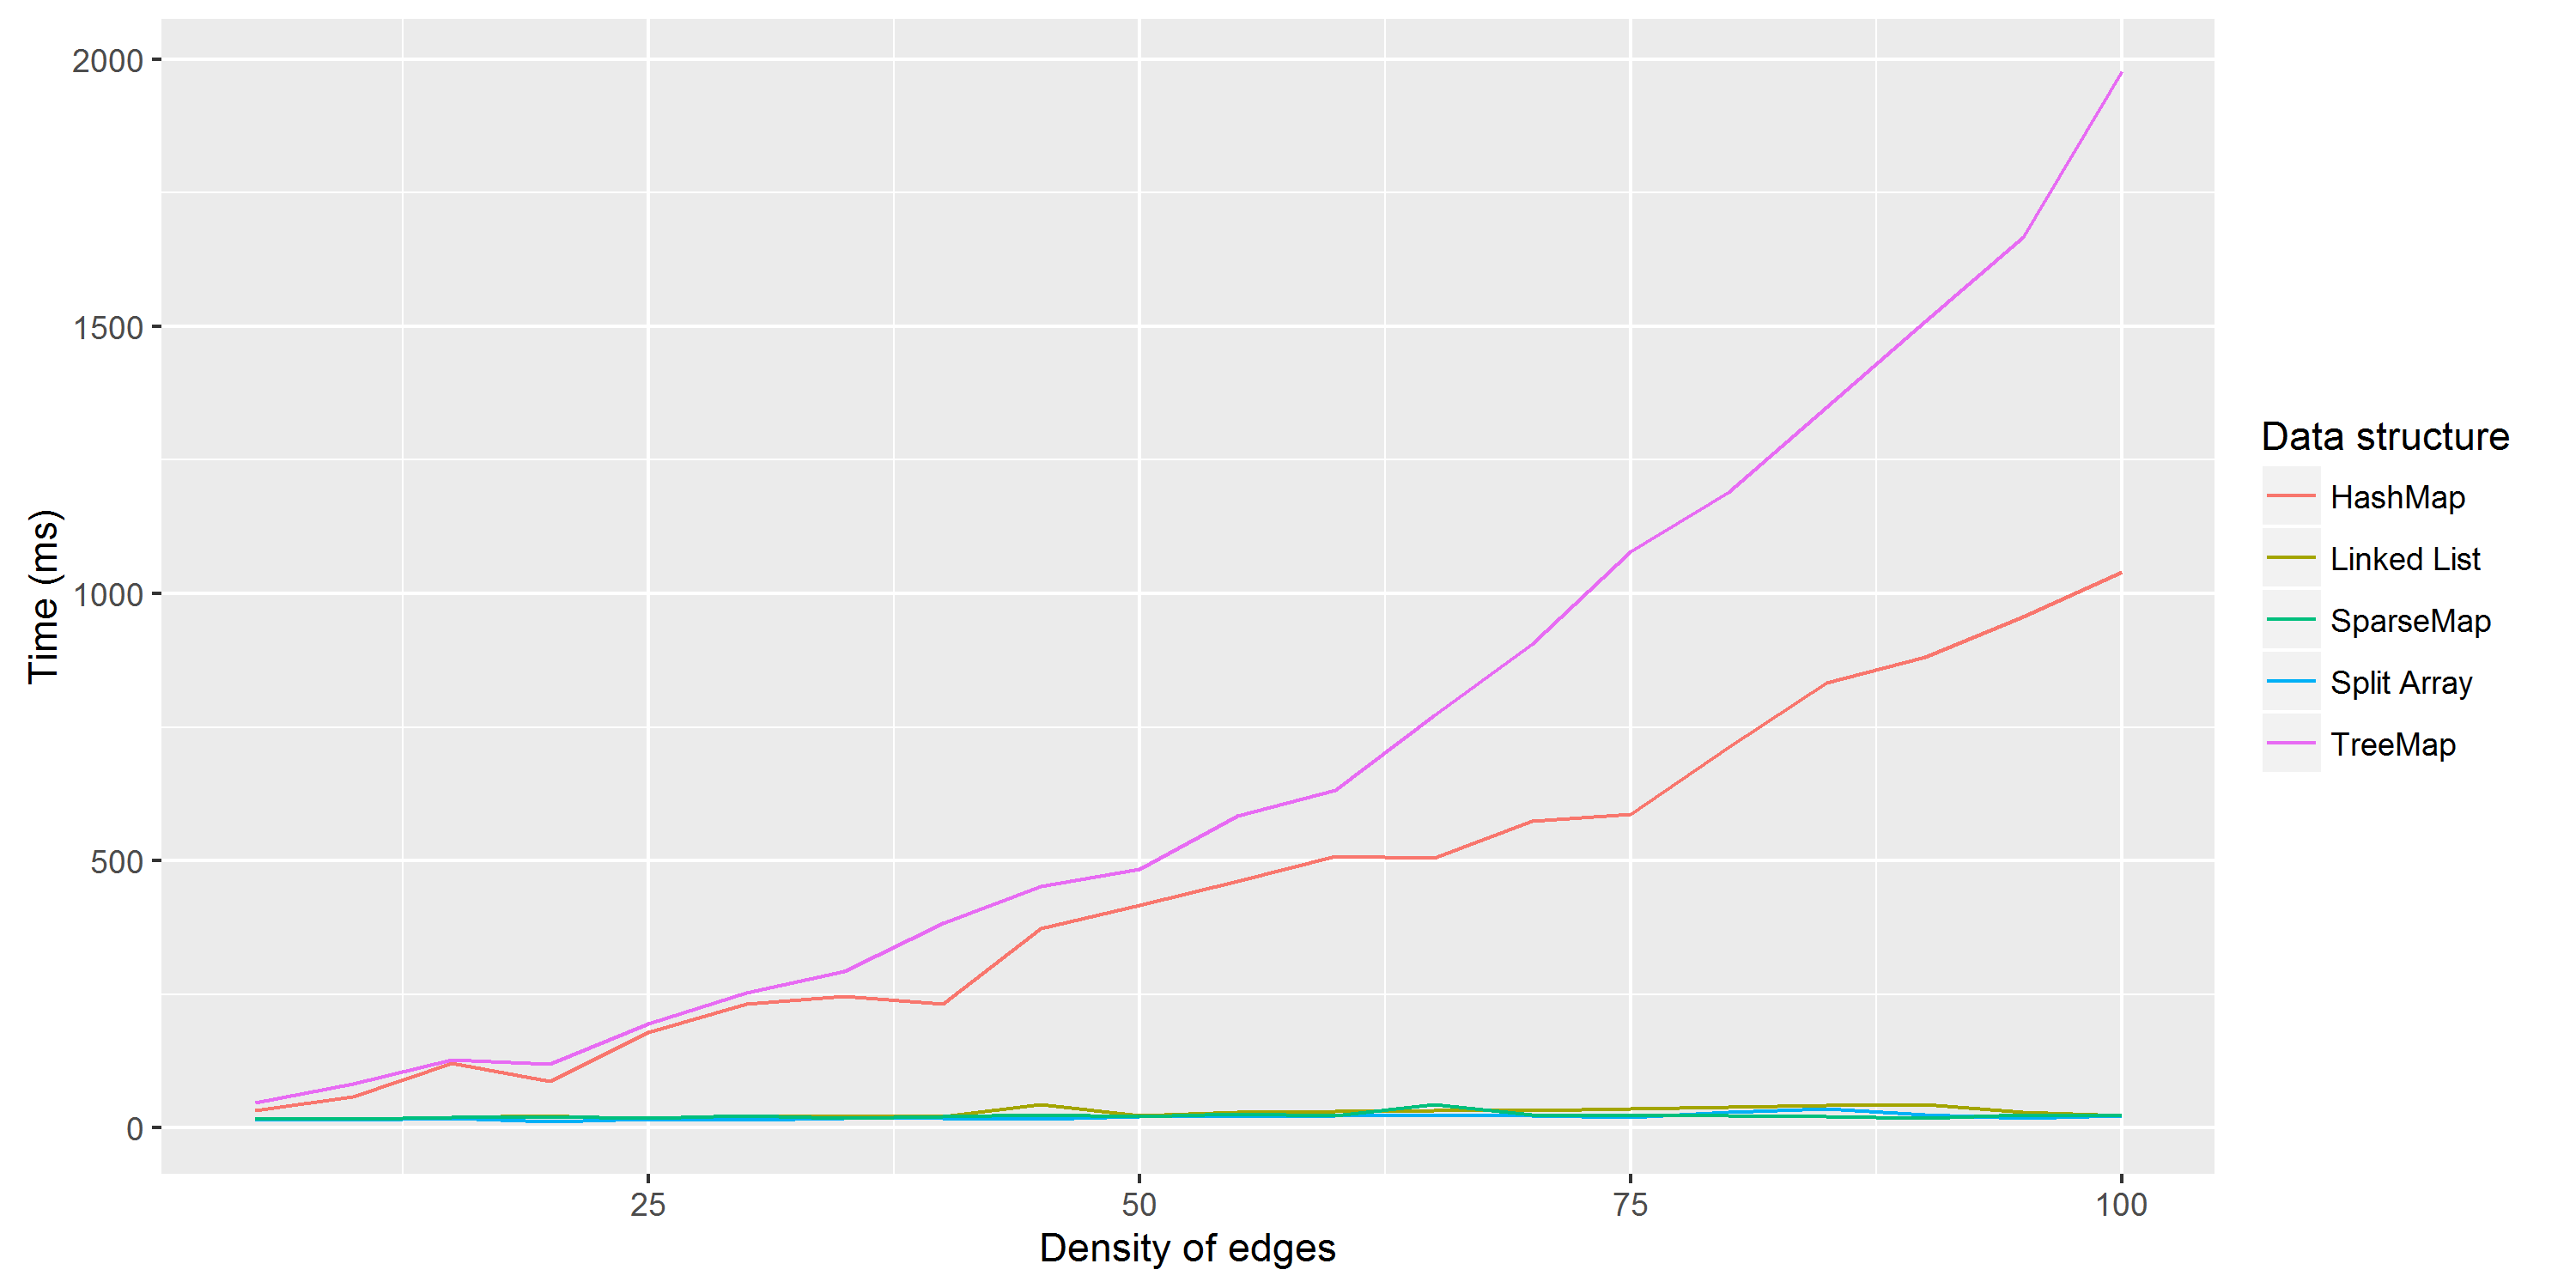 2000
1500
1000
500
0
Time (ms)
25 50 75 100
Density of edges
Data structure
HashMap
Linked List
SparseMap
Split Array
TreeMap